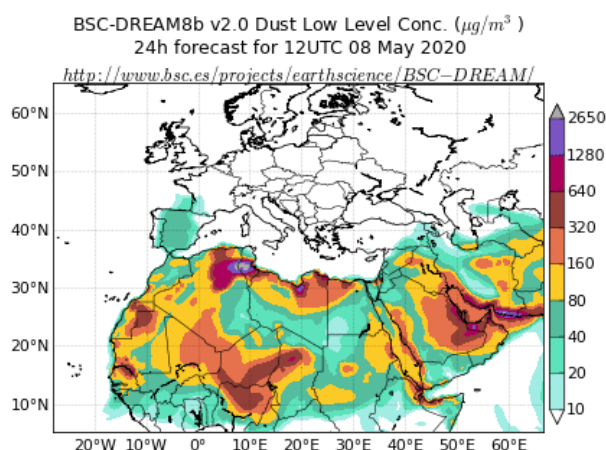 BSC-DREAM8b v2.0 Dust Low Level Conc. (μg/m³ )
24h forecast for 12UTC 08 May 2020
http://www.bsc.es/projects/earthscience/BSC−DREAM/
60°N
50°N
40°N
30°N
20°N
10°N
20°W 10°W 0° 10°E 20°E 30°E 40°E 50°E 60°E
2650
1280
640
320
160
80
40
20
10